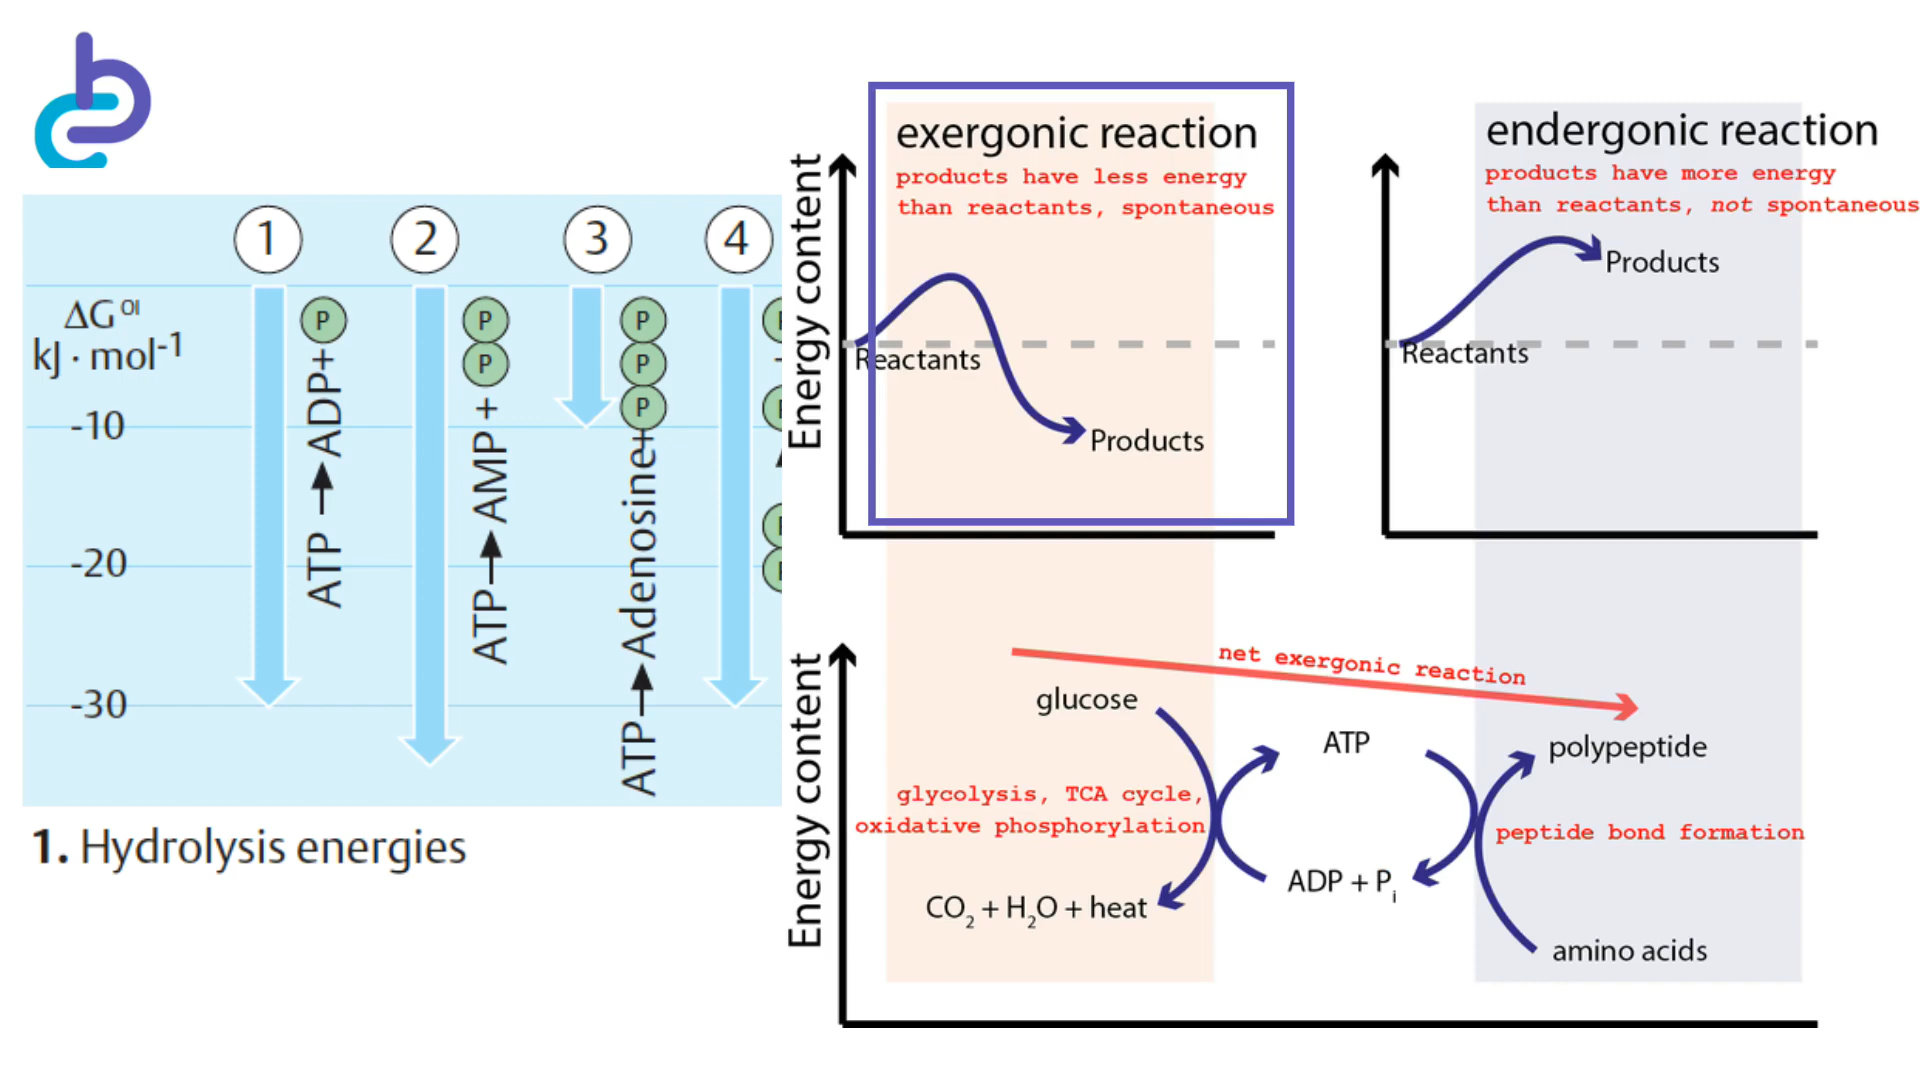 1
2
3
4
ΔG⁰ᴵ
kJ · mol⁻¹
-10
-20
-30
P
ATP → ADP+
P
P
ATP → AMP +
P
P
P
ATP → Adenosine+
1. Hydrolysis energies
Energy content
exergonic reaction
products have less energy
than reactants, spontaneous
Reactants
Products
endergonic reaction
products have more energy
than reactants, not spontaneous
Reactants
Products
Energy content
net exergonic reaction
glucose
ATP
polypeptide
glycolysis, TCA cycle,
oxidative phosphorylation
peptide bond formation
ADP + Pᵢ
CO₂ + H₂O + heat
amino acids